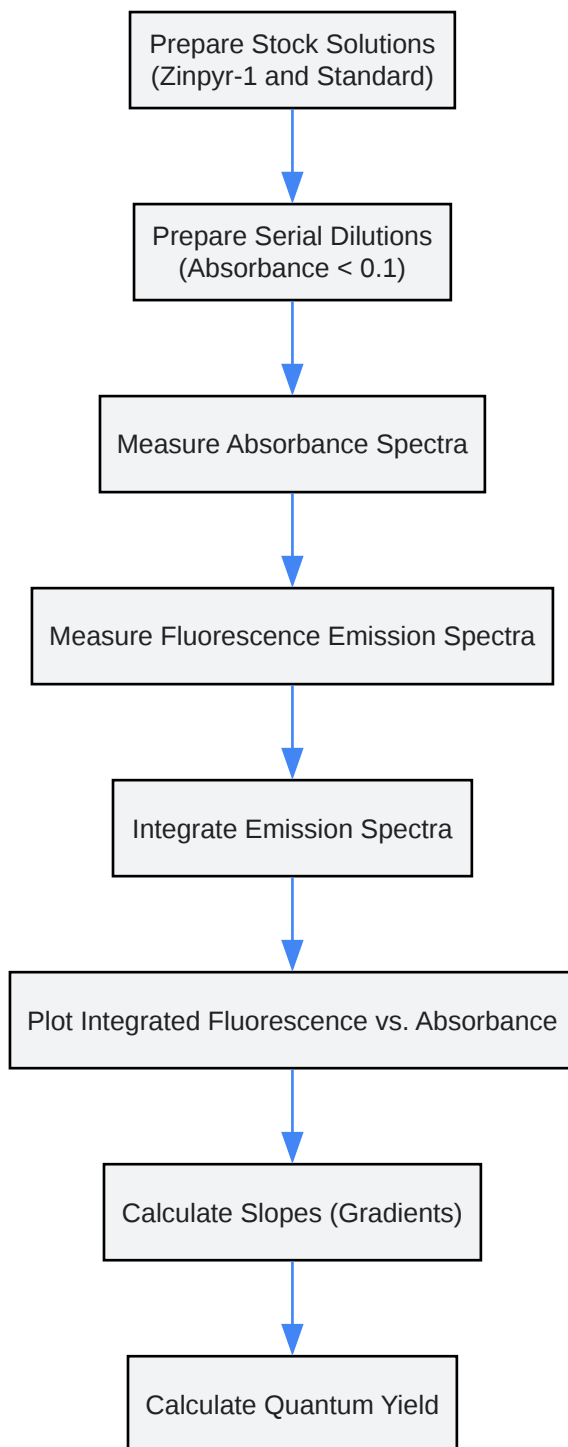 Prepare Stock Solutions
(Zinpyr-1 and Standard)
Prepare Serial Dilutions
(Absorbance < 0.1)
Measure Absorbance Spectra
Measure Fluorescence Emission Spectra
Integrate Emission Spectra
Plot Integrated Fluorescence vs. Absorbance
Calculate Slopes (Gradients)
Calculate Quantum Yield